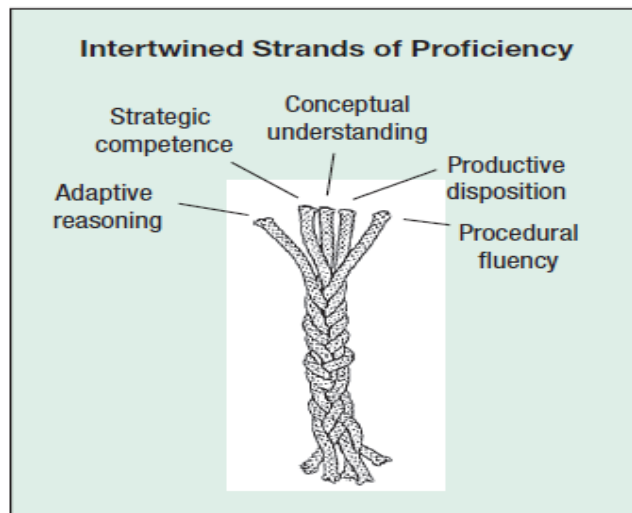 Intertwined Strands of Proficiency
Conceptual
understanding
Strategic
competence
Productive
disposition
Adaptive
reasoning
Procedural
fluency